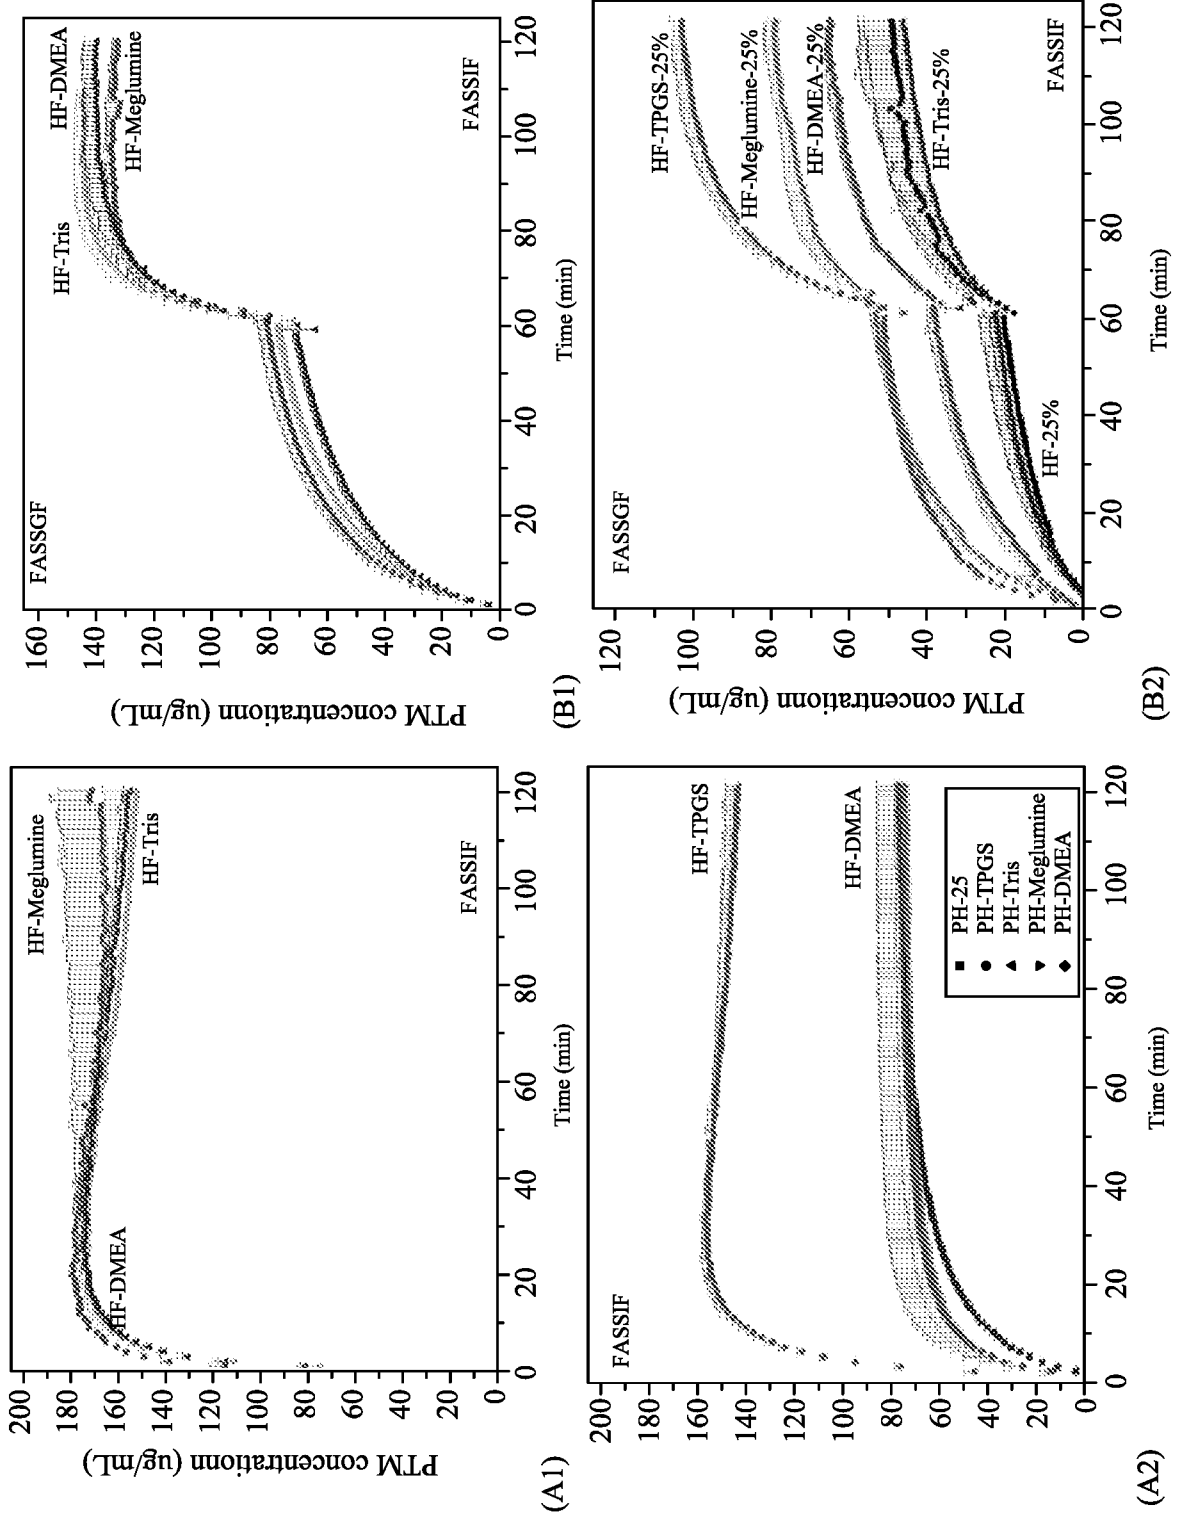 (A1)
PTM concentrationn (ug/mL)
200
180
160
140
120
100
80
60
40
20
0
HF-Meglumine
HF-DMEA
HF-Tris
FASSIF
0
20
40
60
80
100
120
Time (min)
(B1)
PTM concentrationn (ug/mL)
160
140
120
100
80
60
40
20
0
FASSGF
HF-Tris
HF-DMEA
HF-Meglumine
FASSIF
0
20
40
60
80
100
120
Time (min)
(A2)
200
180
160
140
120
100
80
60
40
20
0
FASSIF
HF-TPGS
HF-DMEA
PH-25
PH-TPGS
PH-Tris
PH-Meglumine
PH-DMEA
0
20
40
60
80
100
120
Time (min)
(B2)
PTM concentrationn (ug/mL)
120
100
80
60
40
20
0
FASSGF
HF-TPGS-25%
HF-Meglumine-25%
HF-DMEA-25%
HF-Tris-25%
HF-25%
FASSIF
0
20
40
60
80
100
120
Time (min)